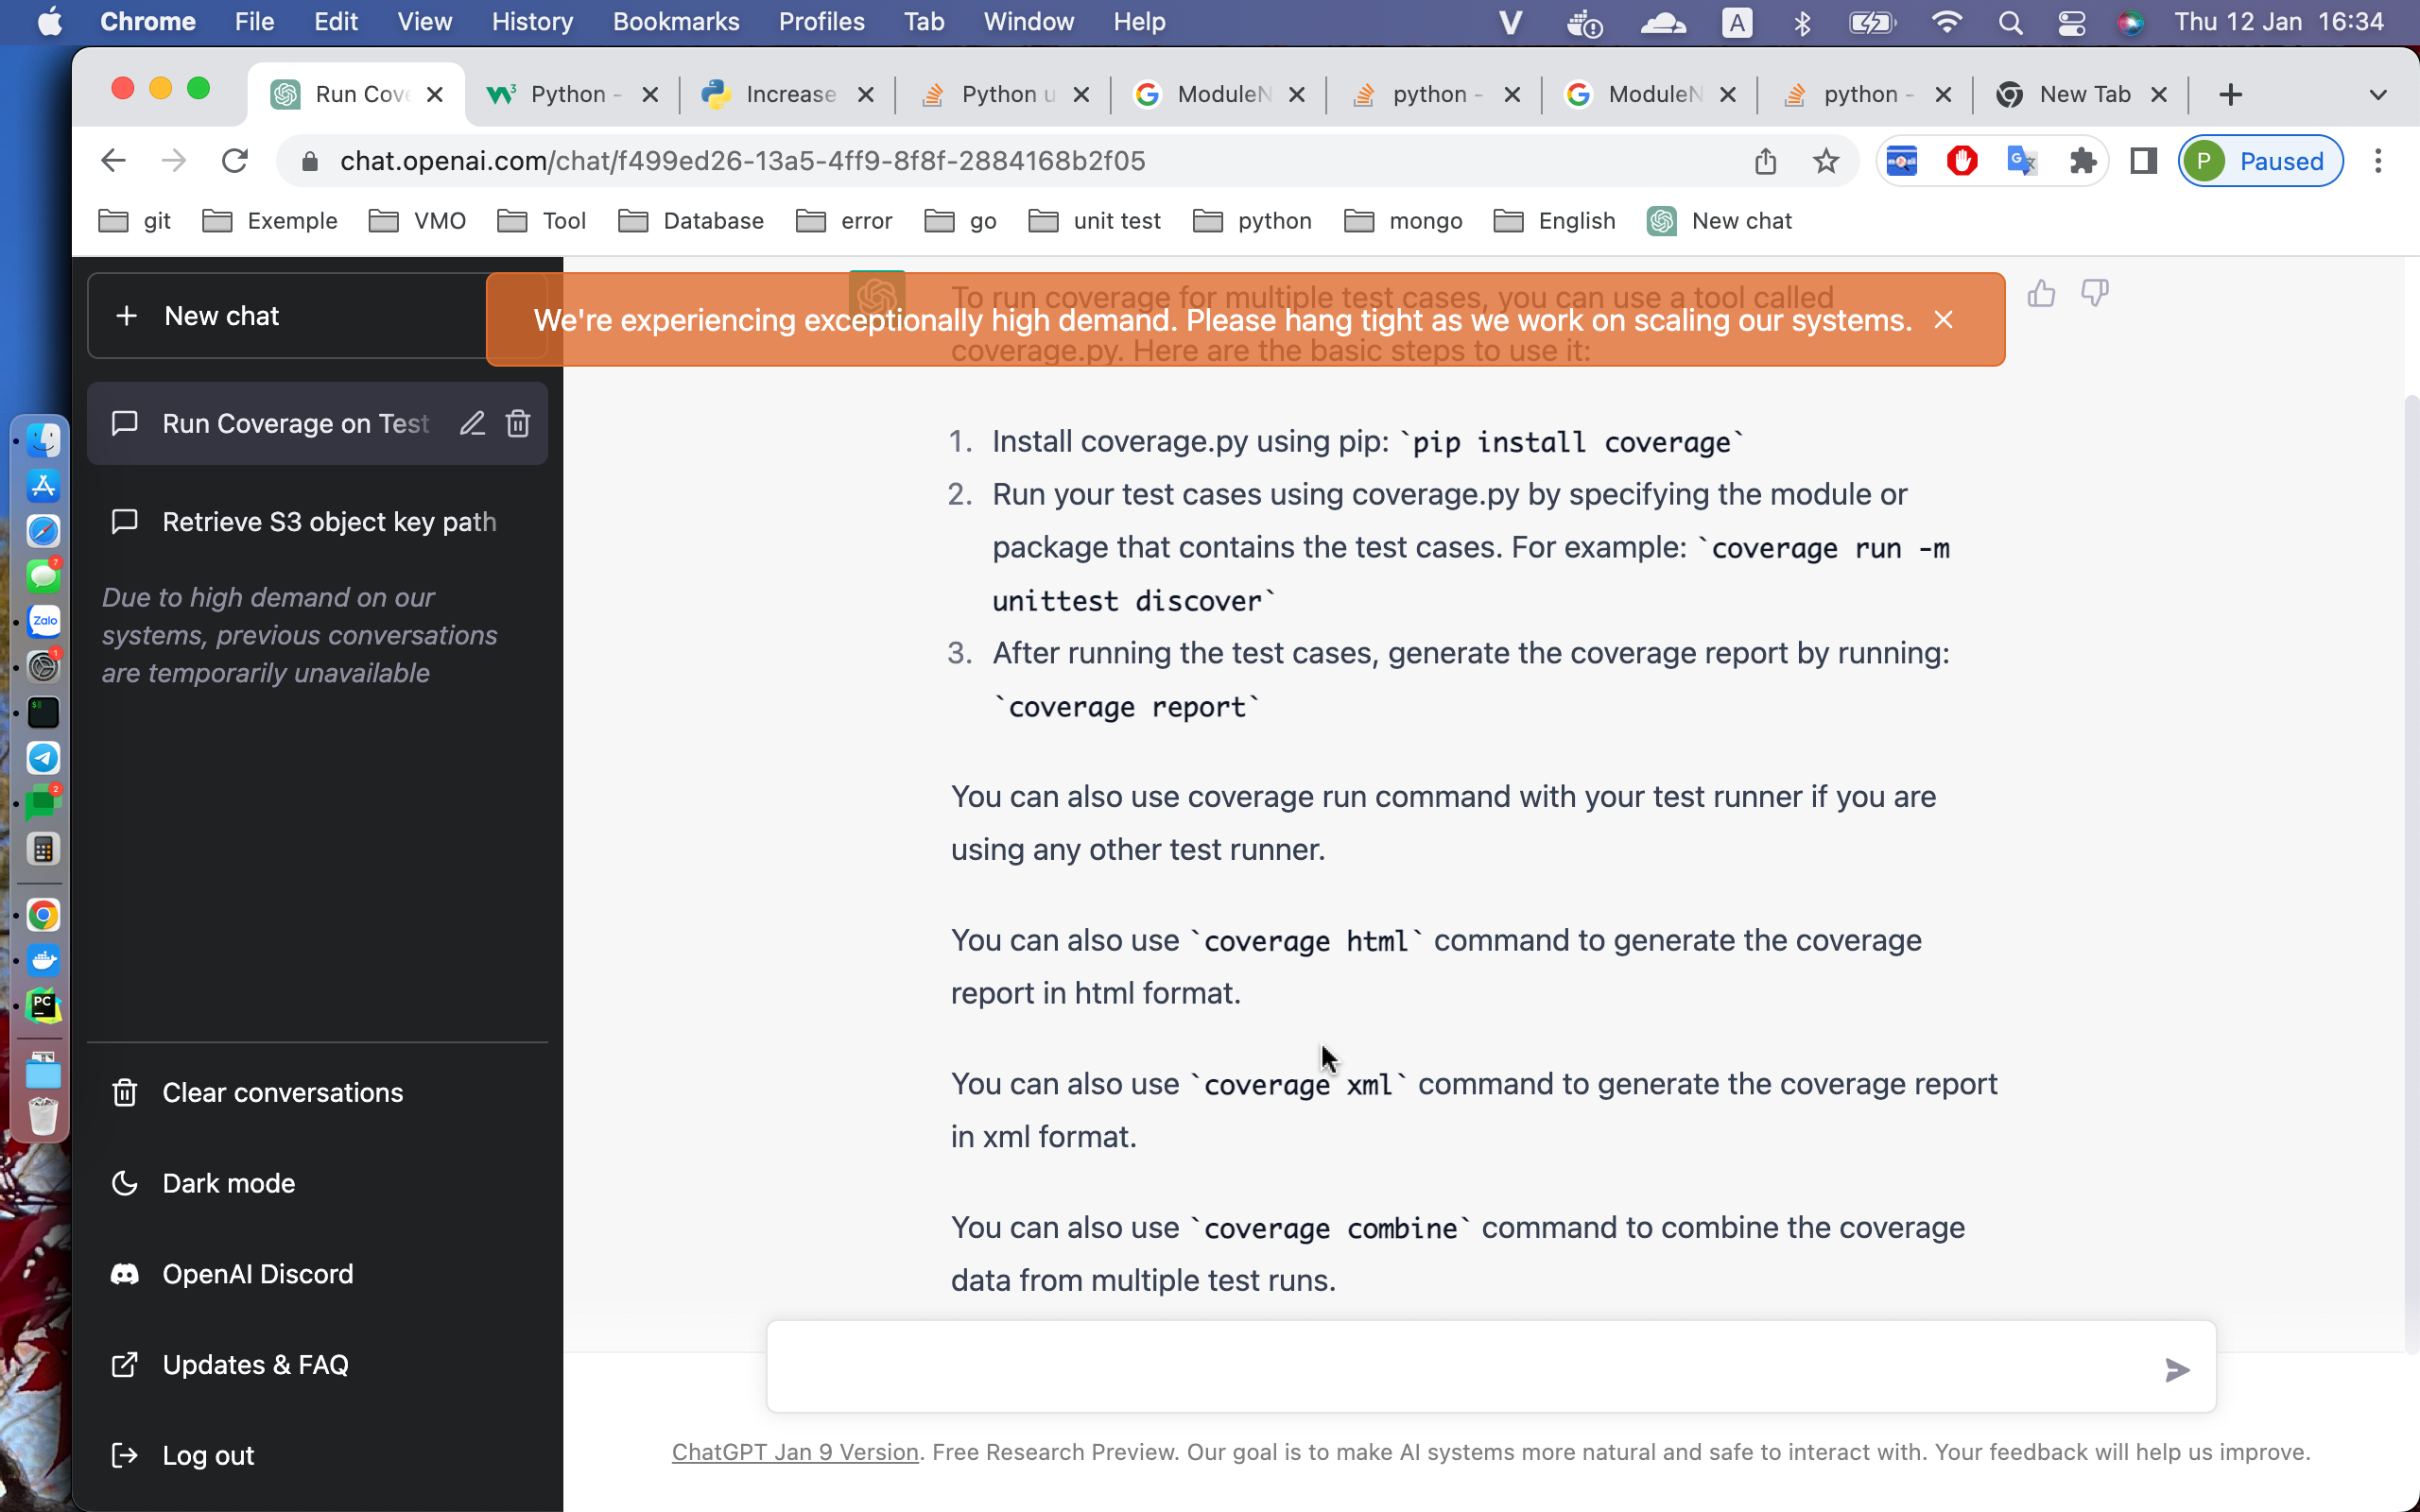 Chrome File Edit View History Bookmarks Profiles Tab Window Help V A Thu 12 Jan 16:34
Run Cov Python - Increase Python u ModuleN python - ModuleN python - New Tab
chat.openai.com/chat/f499ed26-13a5-4ff9-8f8f-2884168b2f05 P Paused
git Exemple VMO Tool Database error go unit test python mongo English New chat
New chat
Run Coverage on Test
Retrieve S3 object key path
Due to high demand on our
systems, previous conversations
are temporarily unavailable
Clear conversations
Dark mode
OpenAI Discord
Updates & FAQ
Log out
To run coverage for multiple test cases, you can use a tool called
We're experiencing exceptionally high demand. Please hang tight as we work on scaling our systems.
coverage.py. Here are the basic steps to use it:
1. Install coverage.py using pip: `pip install coverage`
2. Run your test cases using coverage.py by specifying the module or
package that contains the test cases. For example: `coverage run -m
unittest discover`
3. After running the test cases, generate the coverage report by running:
`coverage report`
You can also use coverage run command with your test runner if you are
using any other test runner.
You can also use `coverage html` command to generate the coverage
report in html format.
You can also use `coverage xml` command to generate the coverage report
in xml format.
You can also use `coverage combine` command to combine the coverage
data from multiple test runs.
ChatGPT Jan 9 Version. Free Research Preview. Our goal is to make AI systems more natural and safe to interact with. Your feedback will help us improve.
7
Zalo
1
2
PC